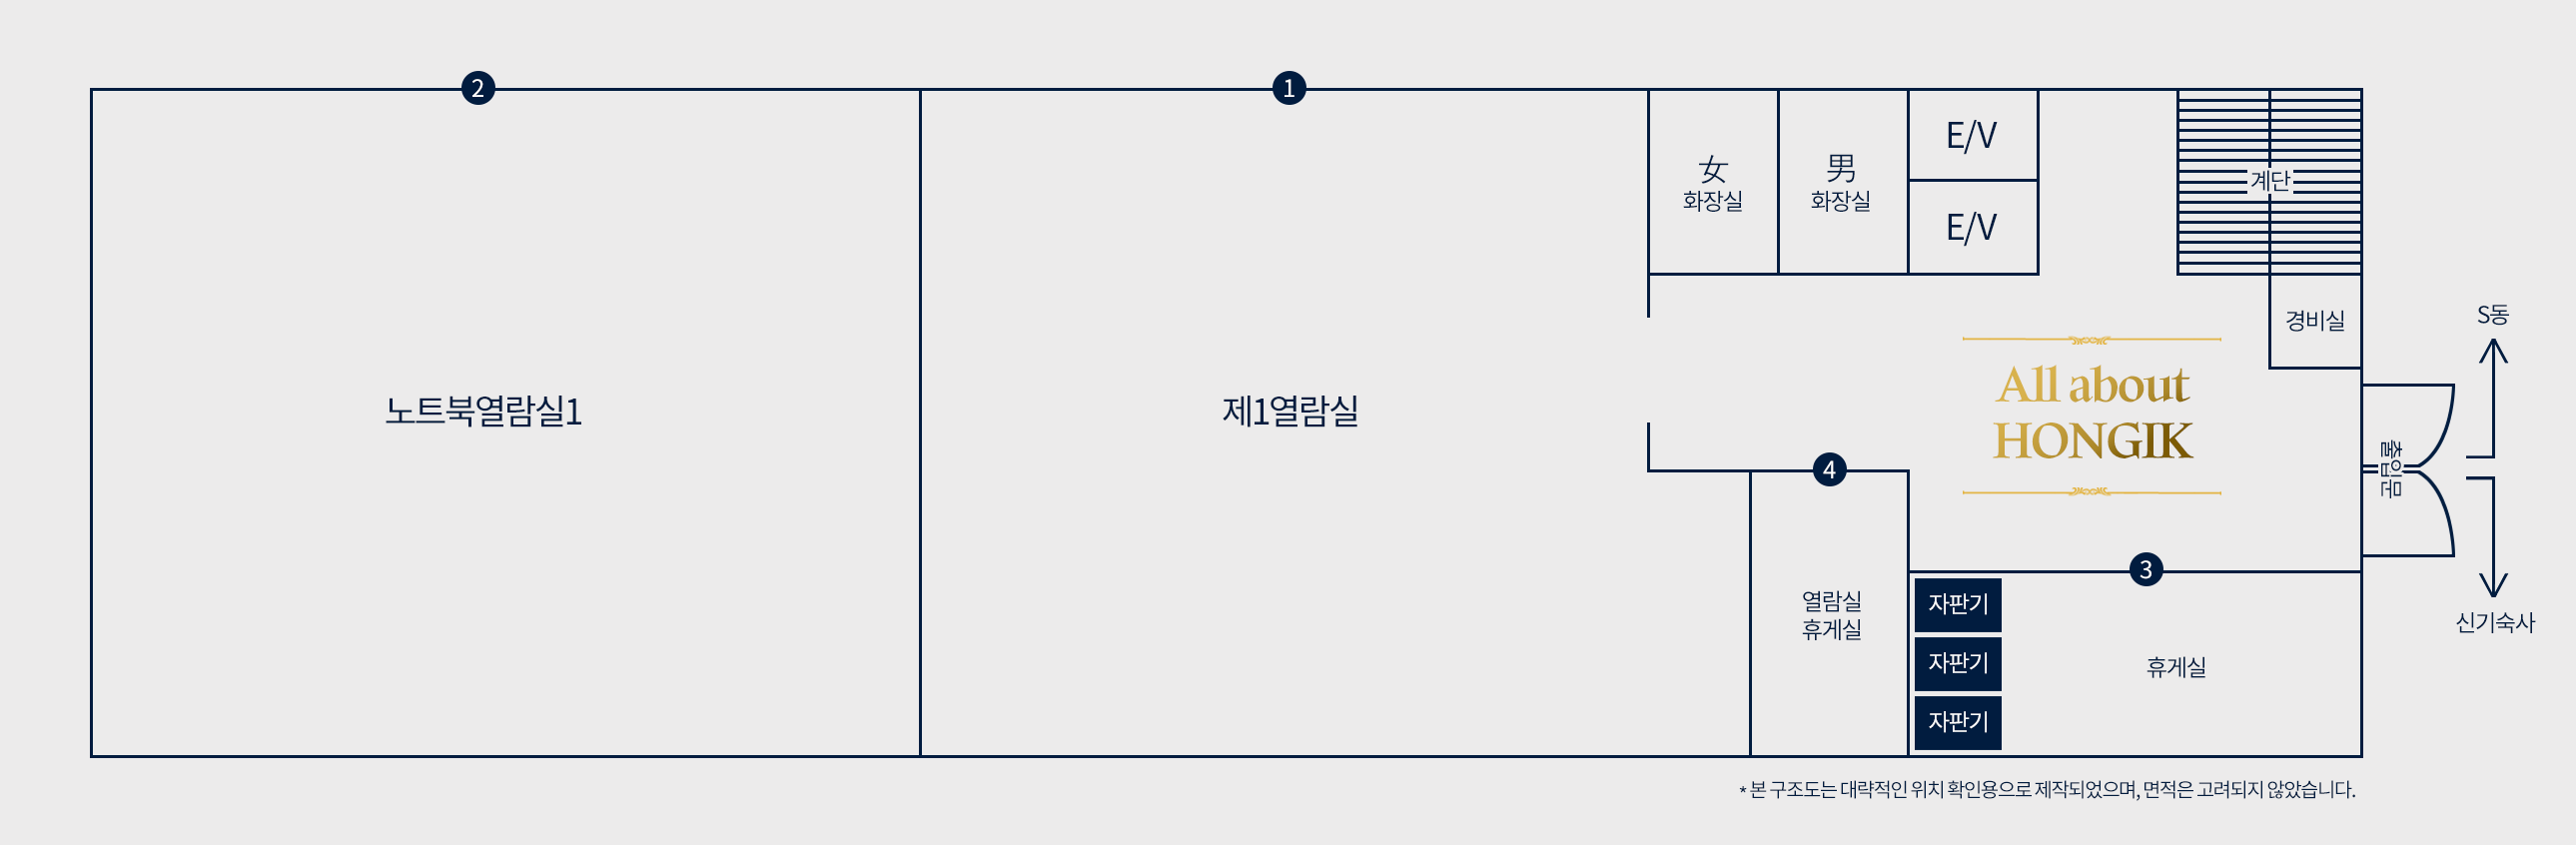 2
1
女
화장실
男
화장실
E/V
E/V
계단
경비실
S동
All about
HONGIK
노트북열람실1
제1열람실
출입문
4
3
열람실
휴게실
자판기
자판기
자판기
휴게실
신기숙사
* 본 구조도는 대략적인 위치 확인용으로 제작되었으며, 면적은 고려되지 않았습니다.